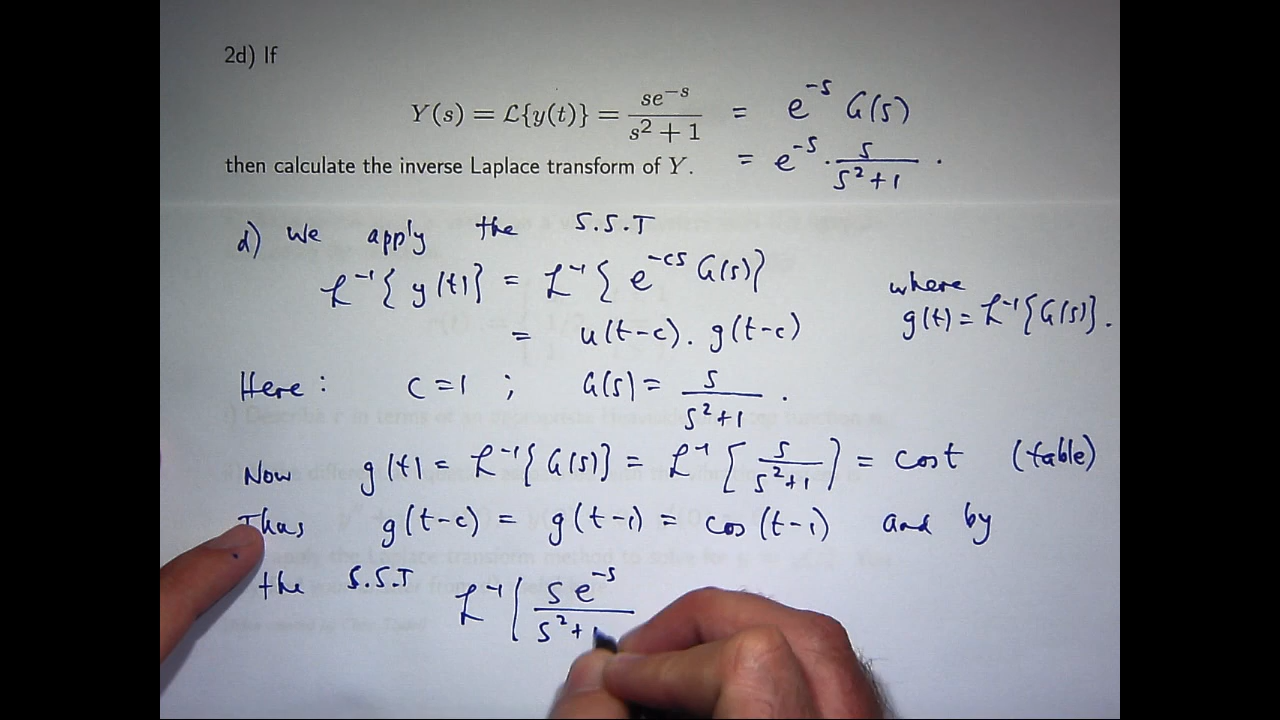 2d) If
Y(s) = ℒ{y(t)} = se^{-s}/(s^2 + 1) = e^{-s} G(s)
then calculate the inverse Laplace transform of Y. = e^{-s} · s/(s^2+1) .
d) We apply the S.S.T
ℒ^{-1}{ y(t)} = ℒ^{-1}{ e^{-cs} G(s)} where
= u(t-c). g(t-c) g(t) = ℒ^{-1}{G(s)}.
Here : c = 1 ; G(s) = s/(s^2+1) .
Now g(t) = ℒ^{-1}{G(s)} = ℒ^{-1}{ s/(s^2+1) } = cos t (table)
Thus g(t-c) = g(t-1) = cos(t-1) and by
the S.S.T ℒ^{-1}{ s e^{-s}/(s^2+1